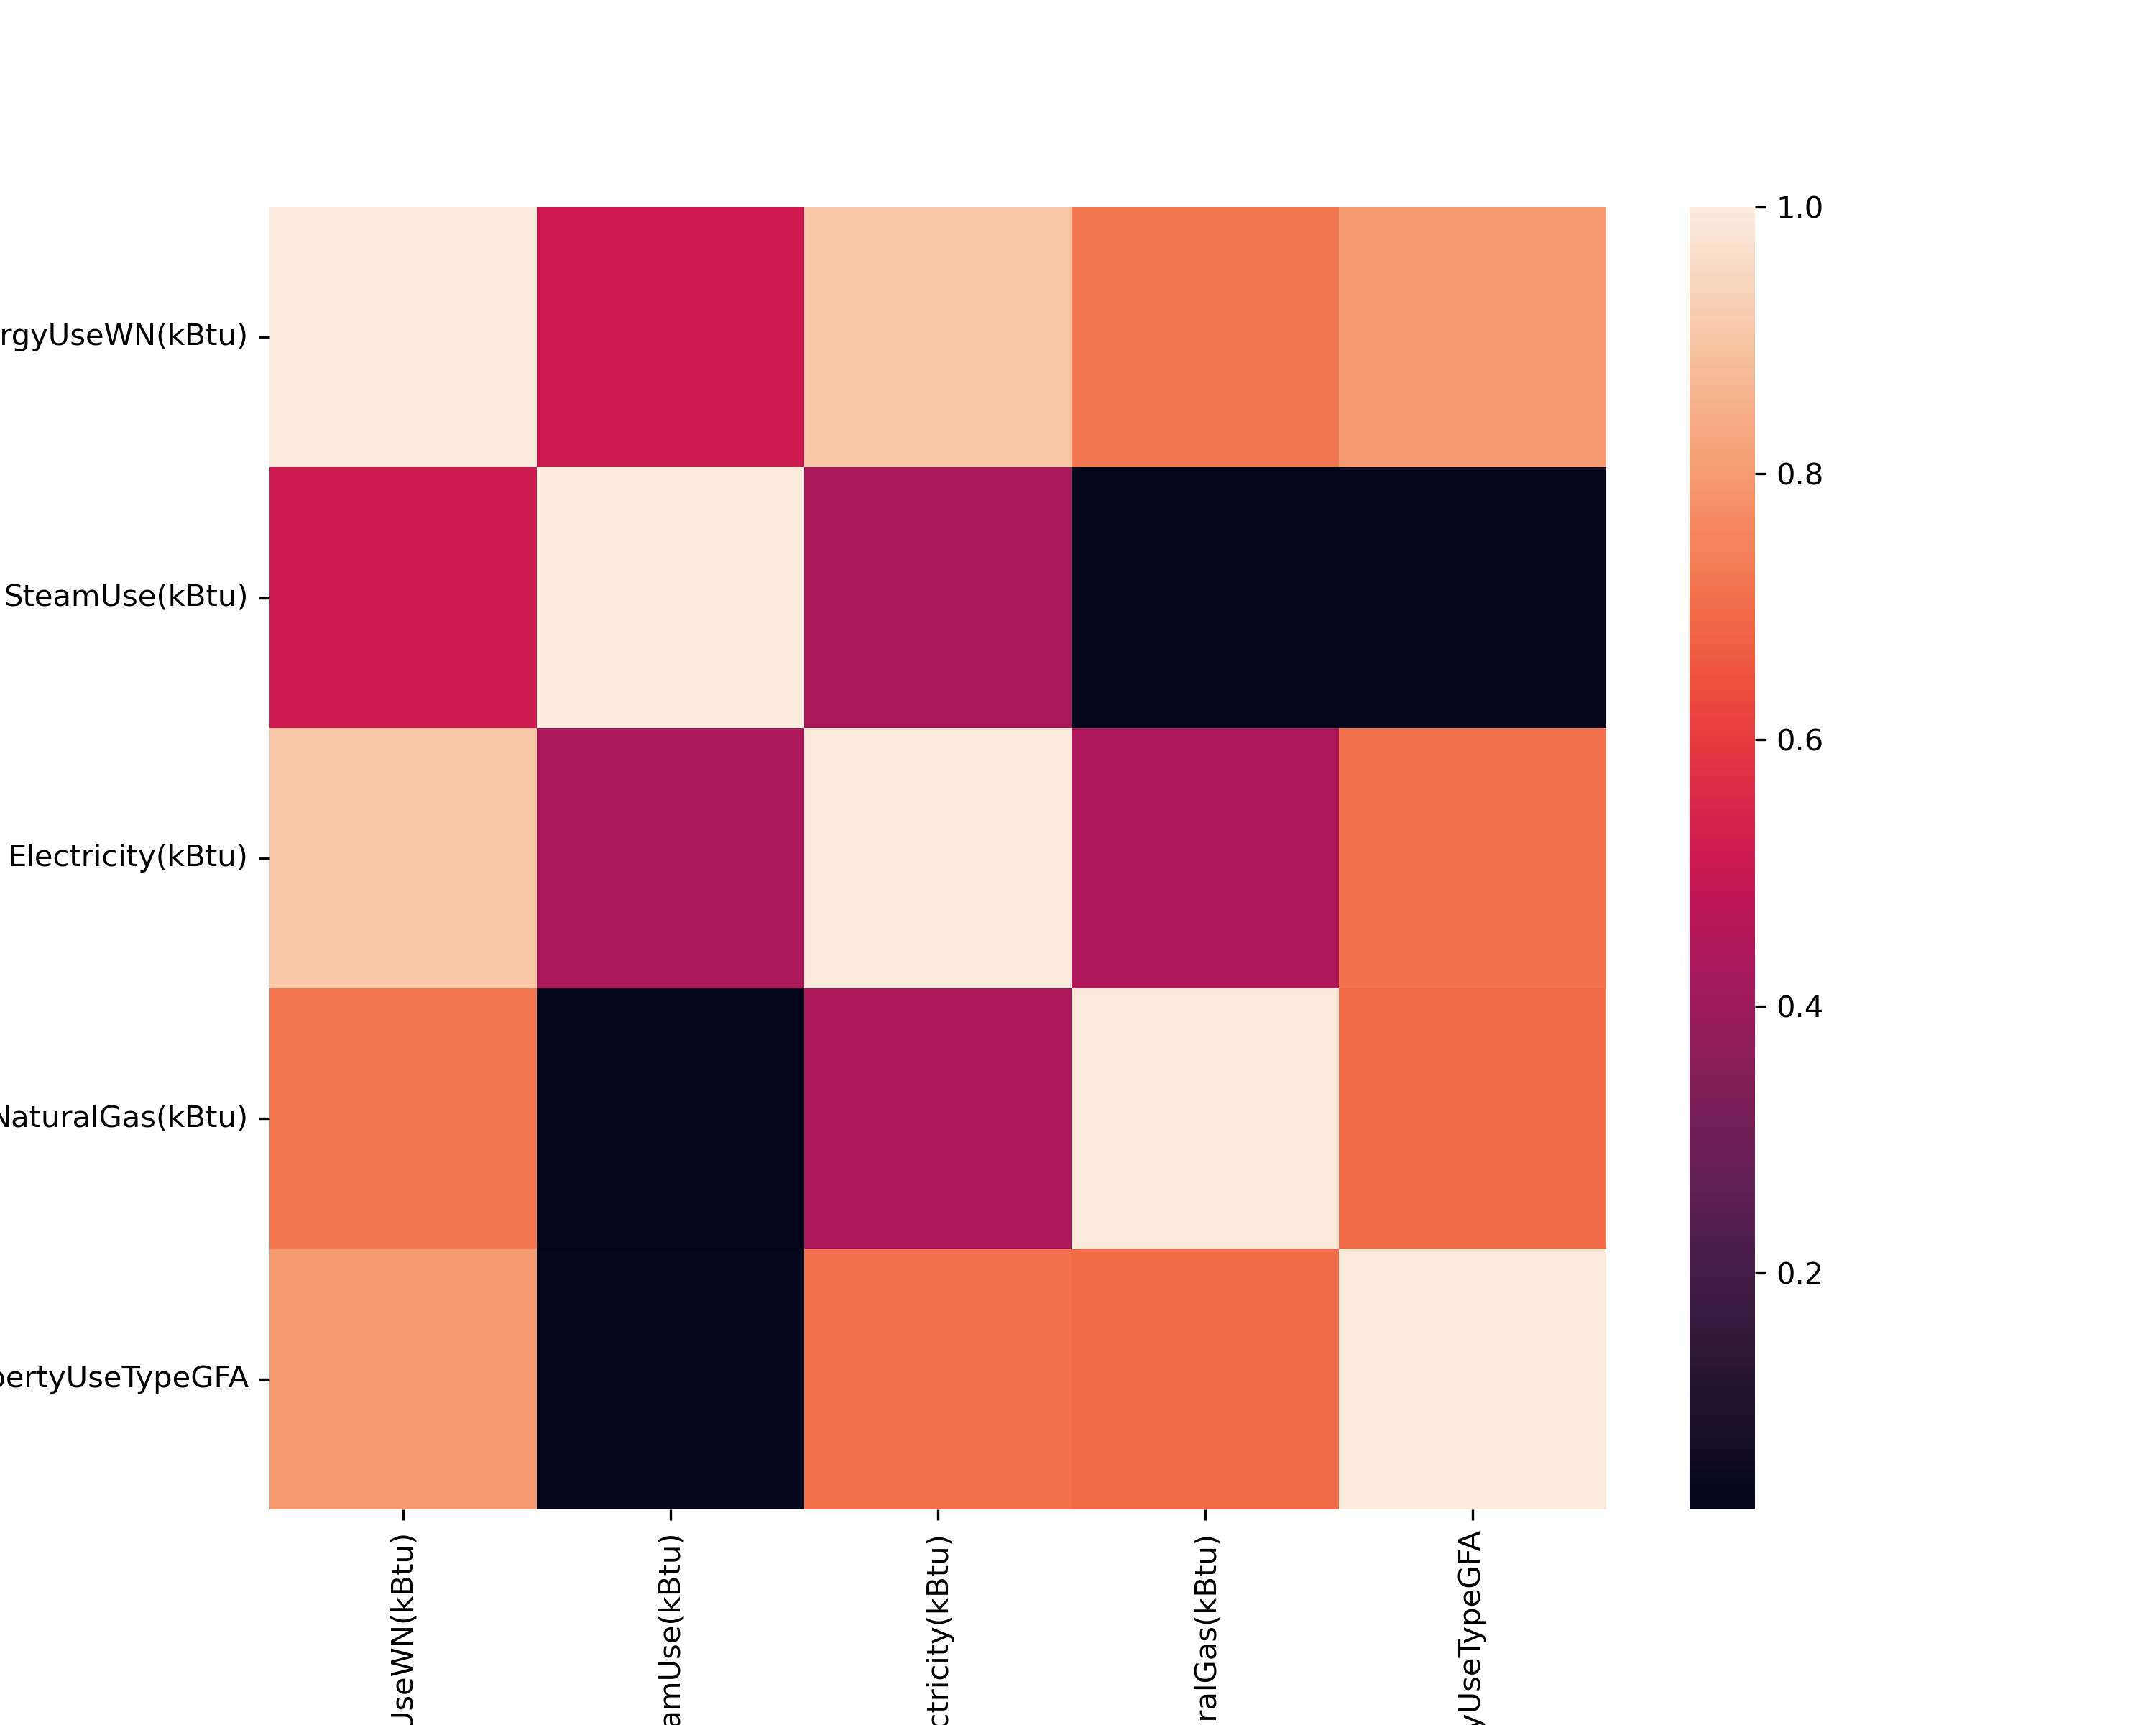 1.0
rgyUseWN(kBtu)
0.8
SteamUse(kBtu)
0.6
Electricity(kBtu)
0.4
NaturalGas(kBtu)
0.2
pertyUseTypeGFA
UseWN(kBtu)
amUse(kBtu)
ctricity(kBtu)
ralGas(kBtu)
yUseTypeGFA